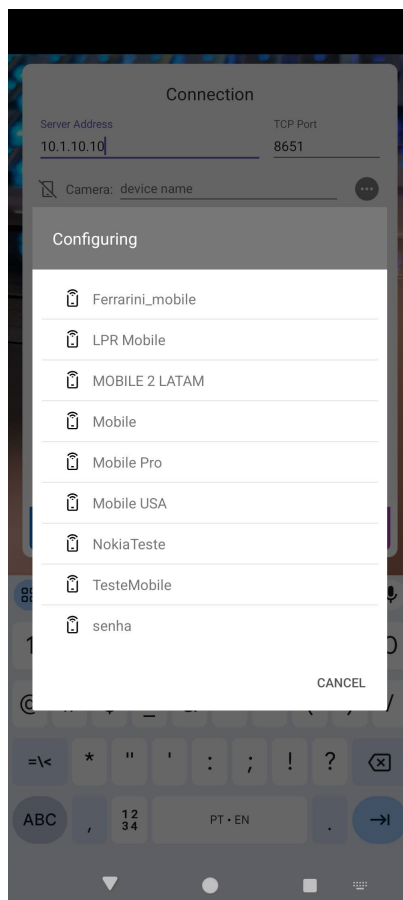 Connection
Server Address TCP Port
10.1.10.10 8651
Camera: device name
Configuring
Ferrarini_mobile
LPR Mobile
MOBILE 2 LATAM
Mobile
Mobile Pro
Mobile USA
NokiaTeste
TesteMobile
senha
CANCEL
=\< * " ' : ; ! ?
ABC , 12 34 PT • EN .